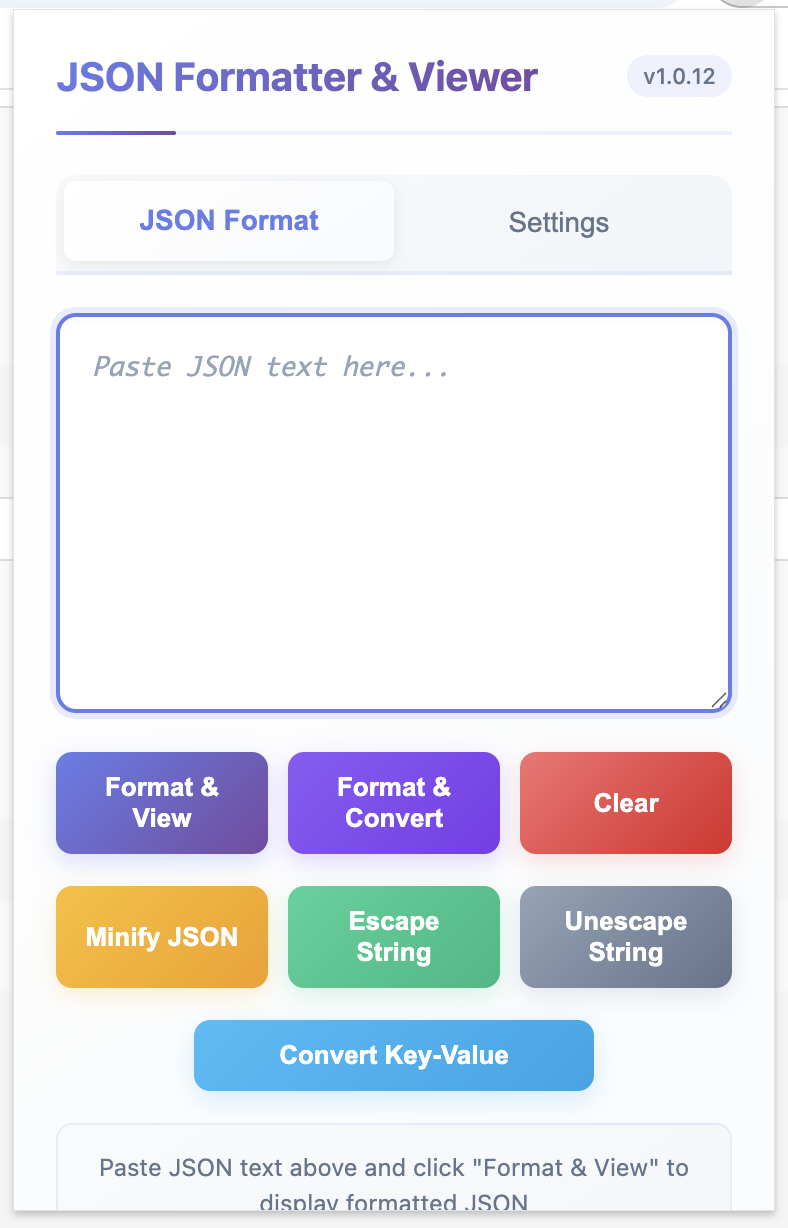 JSON Formatter & Viewer
v1.0.12
JSON Format
Settings
Paste JSON text here...
Format &
View
Format &
Convert
Clear
Minify JSON
Escape
String
Unescape
String
Convert Key-Value
Paste JSON text above and click "Format & View" to
display formatted JSON